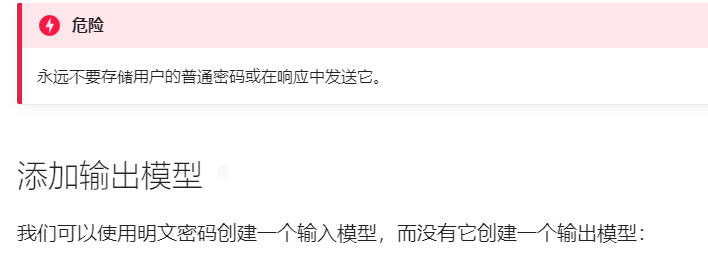 危险
永远不要存储用户的普通密码或在响应中发送它。
添加输出模型
我们可以使用明文密码创建一个输入模型，而没有它创建一个输出模型：